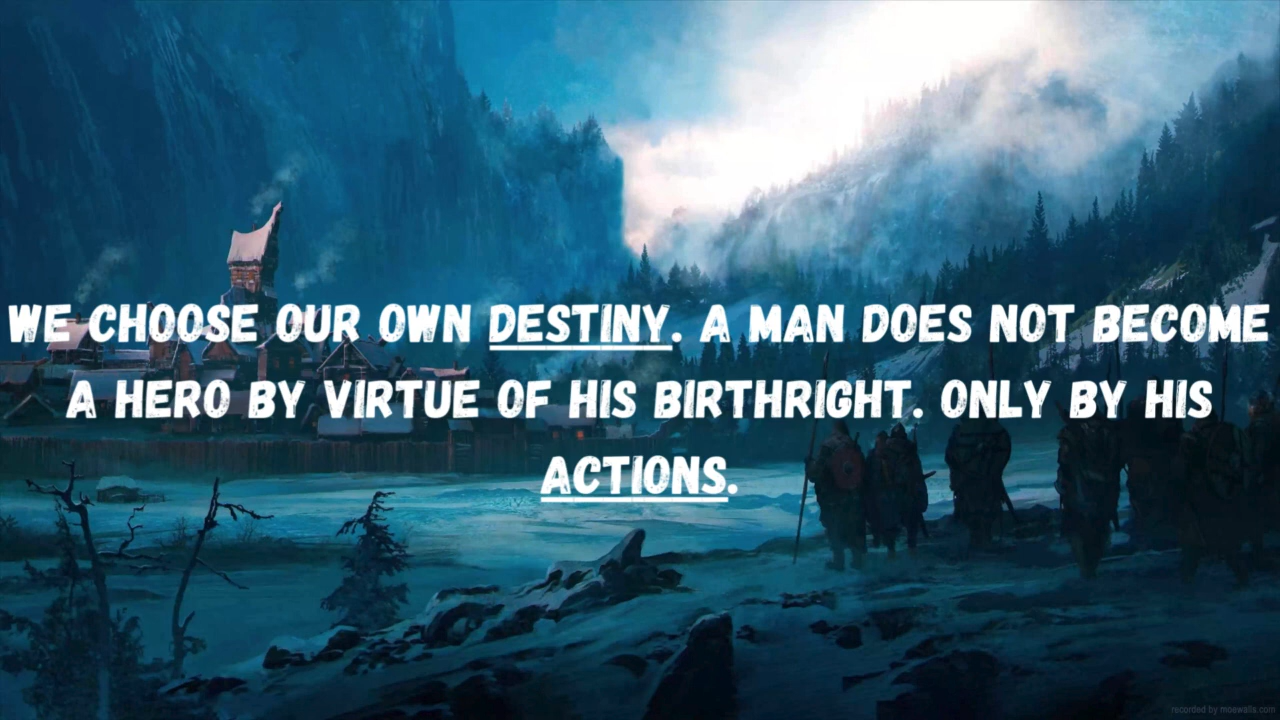 WE CHOOSE OUR OWN DESTINY. A MAN DOES NOT BECOME
A HERO BY VIRTUE OF HIS BIRTHRIGHT. ONLY BY HIS
ACTIONS.
recorded by moewalls.com